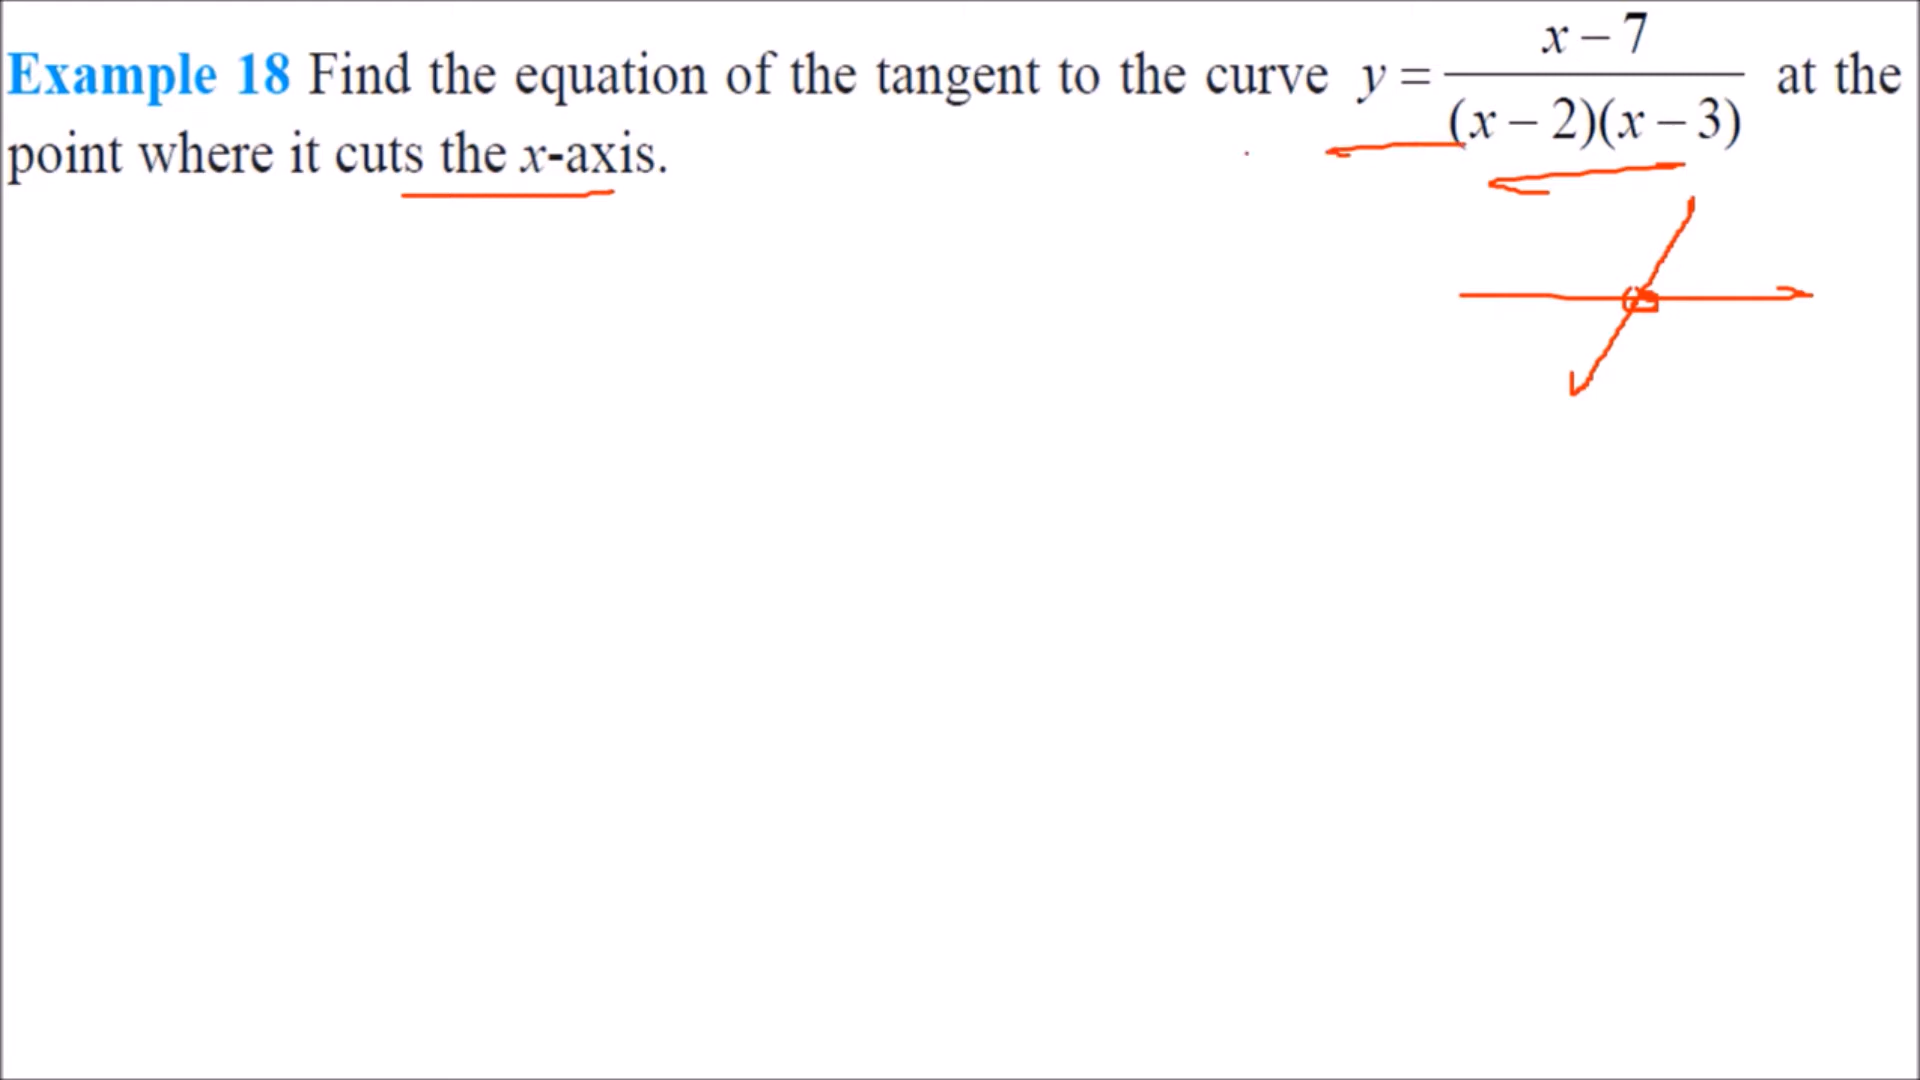 Example 18 Find the equation of the tangent to the curve y = \frac{x – 7}{(x – 2)(x – 3)} at the
point where it cuts the x-axis.